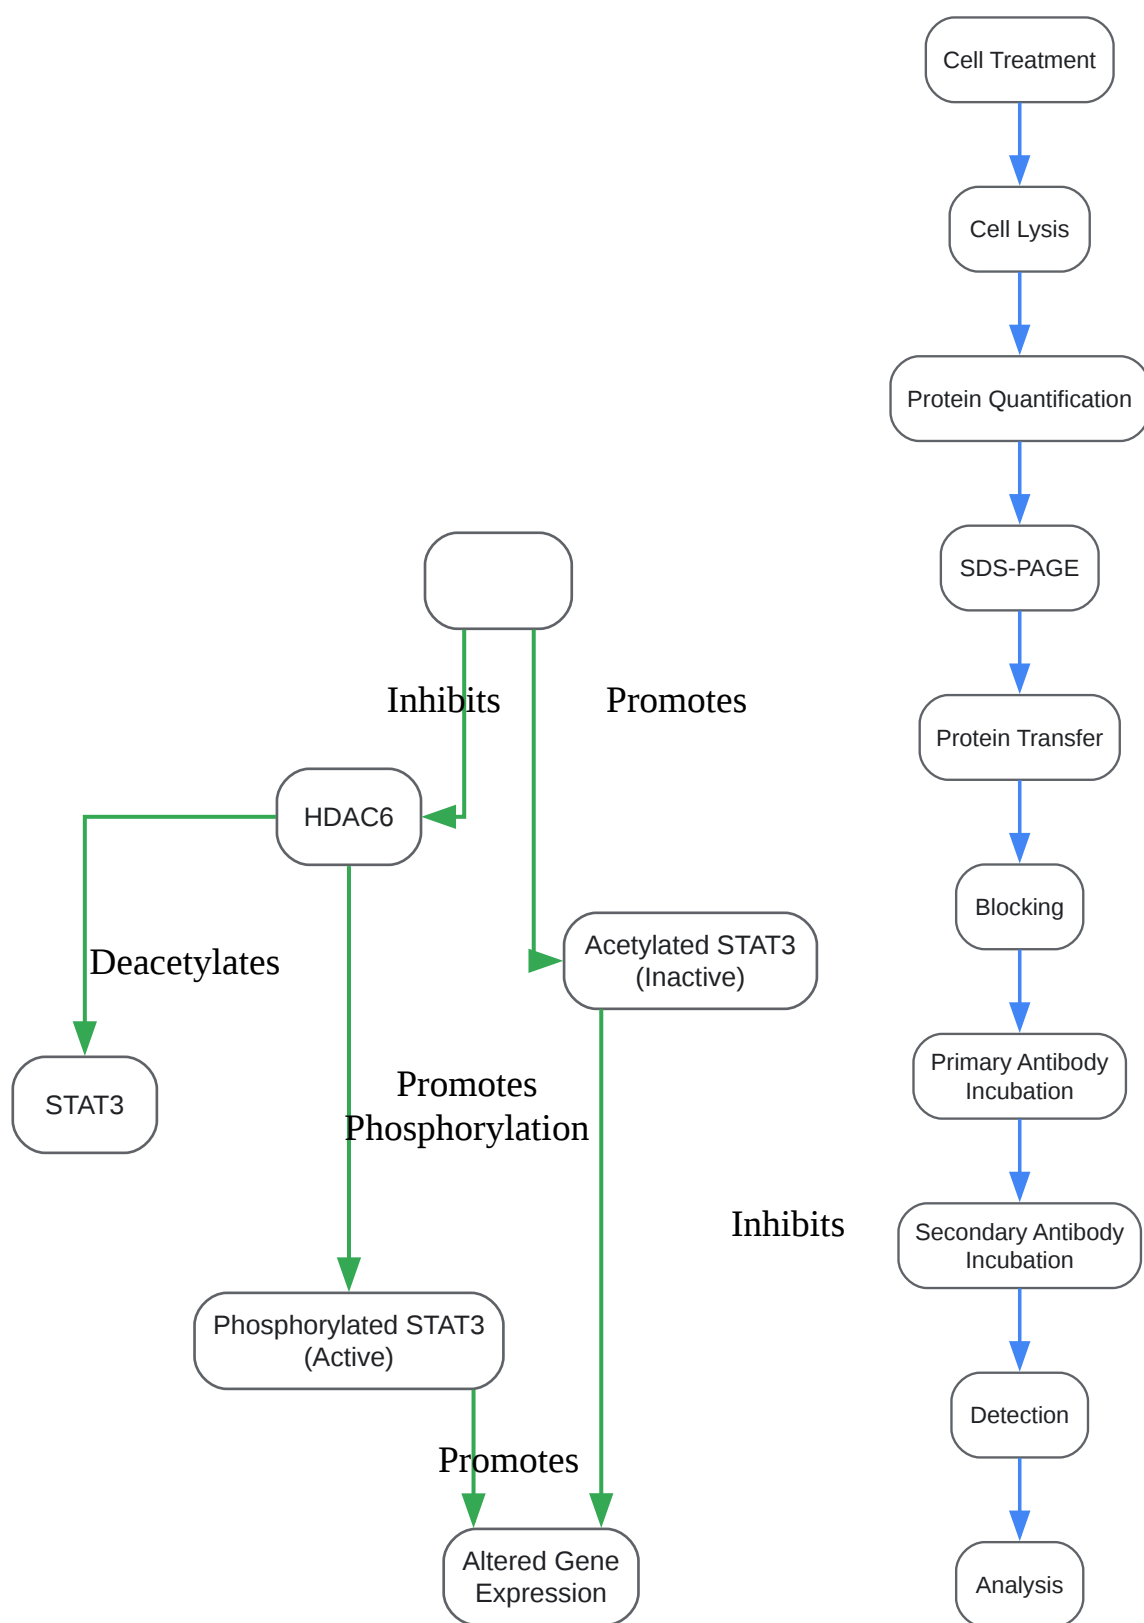 Cell Treatment
Cell Lysis
Protein Quantification
SDS-PAGE
Protein Transfer
Blocking
Primary Antibody
Incubation
Secondary Antibody
Incubation
Detection
Analysis
Inhibits
Promotes
HDAC6
Deacetylates
Acetylated STAT3
(Inactive)
STAT3
Promotes
Phosphorylation
Inhibits
Phosphorylated STAT3
(Active)
Promotes
Altered Gene
Expression